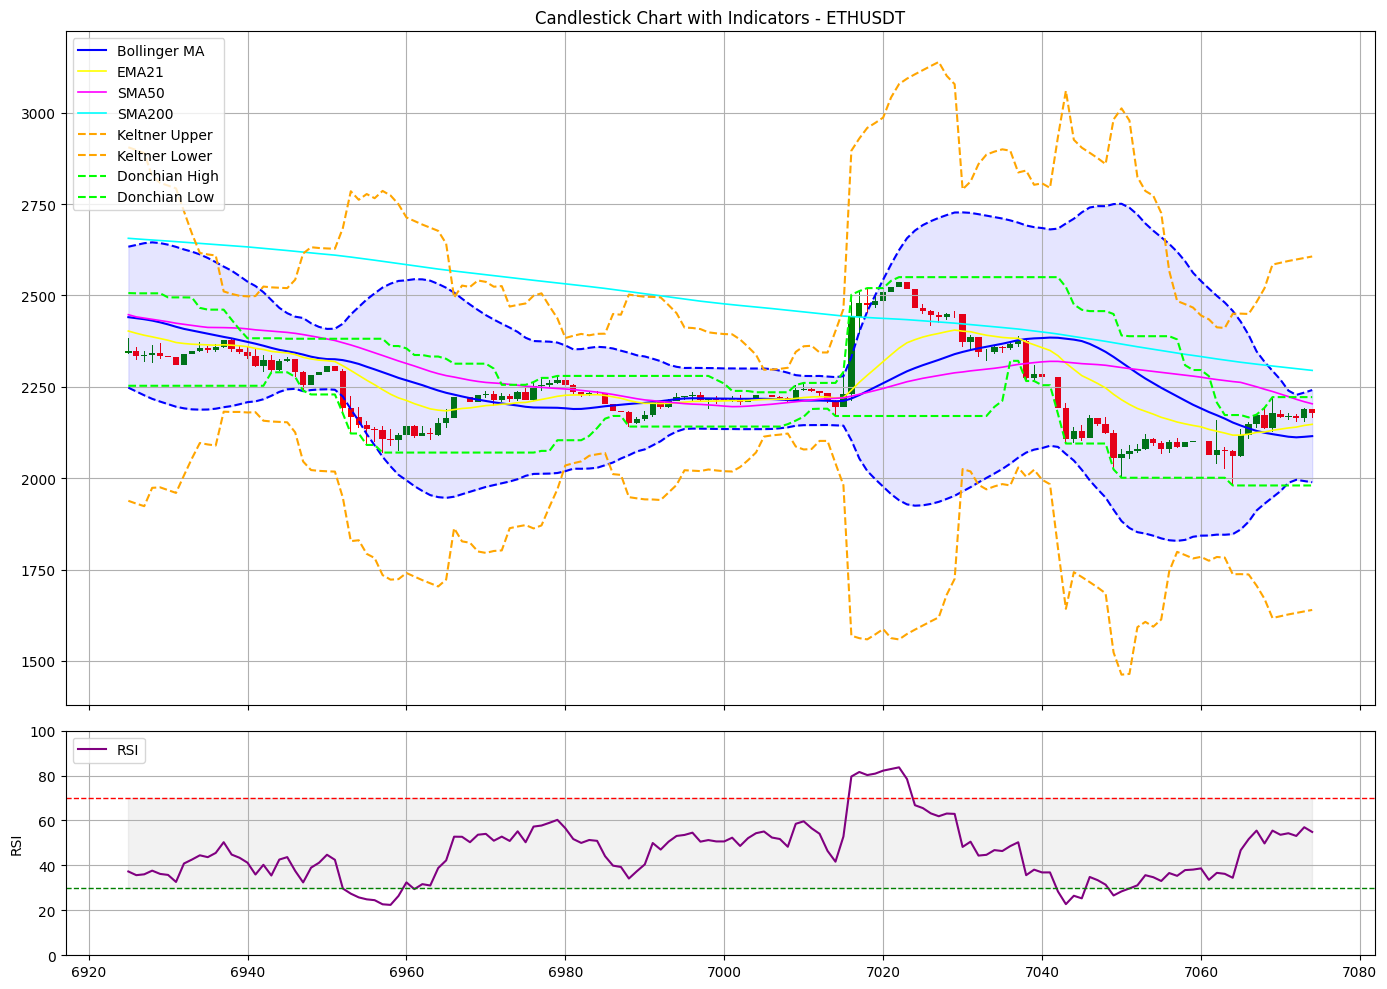 Candlestick Chart with Indicators - ETHUSDT
Bollinger MA
EMA21
SMA50
SMA200
Keltner Upper
Keltner Lower
Donchian High
Donchian Low
3000
2750
2500
2250
2000
1750
1500
RSI
100
80
60
40
20
0
RSI
6920 6940 6960 6980 7000 7020 7040 7060 7080